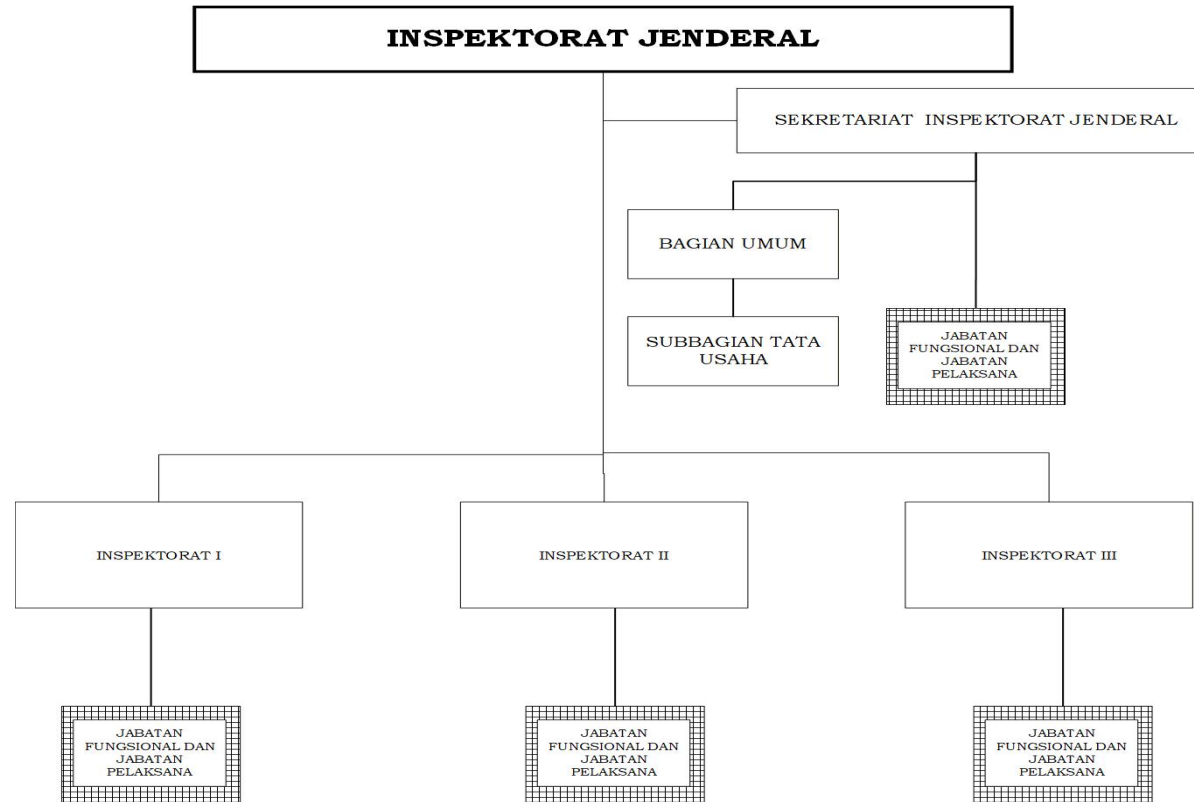 INSPEKTORAT JENDERAL
SEKRETARIAT INSPEKTORAT JENDERAL
BAGIAN UMUM
SUBBAGIAN TATA
USAHA
JABATAN
FUNGSIONAL DAN
JABATAN
PELAKSANA
INSPEKTORAT I
INSPEKTORAT II
INSPEKTORAT III
JABATAN
FUNGSIONAL DAN
JABATAN
PELAKSANA
JABATAN
FUNGSIONAL DAN
JABATAN
PELAKSANA
JABATAN
FUNGSIONAL DAN
JABATAN
PELAKSANA